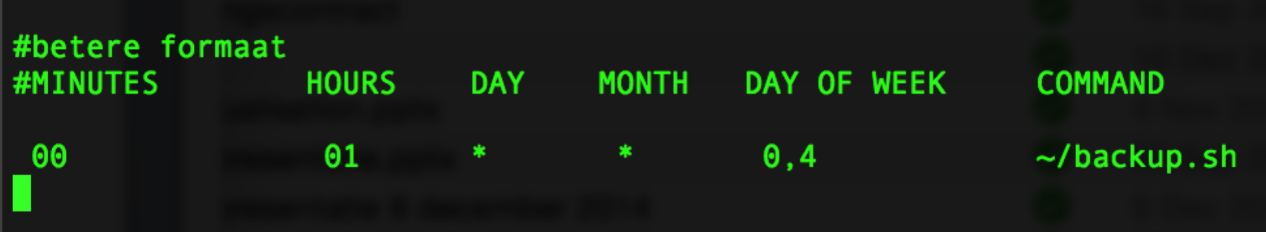 #betere formaat
#MINUTES HOURS DAY MONTH DAY OF WEEK COMMAND
00 01 * * 0,4 ~/backup.sh